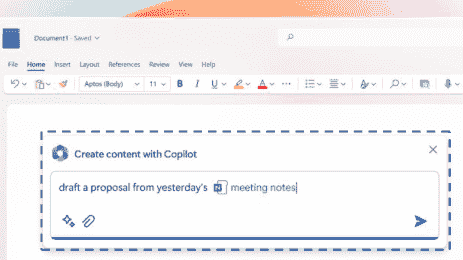 Document1 - Saved
File Home Insert Layout References Review View Help
Aptos (Body) 11 B I U A
Create content with Copilot
draft a proposal from yesterday's N meeting notes